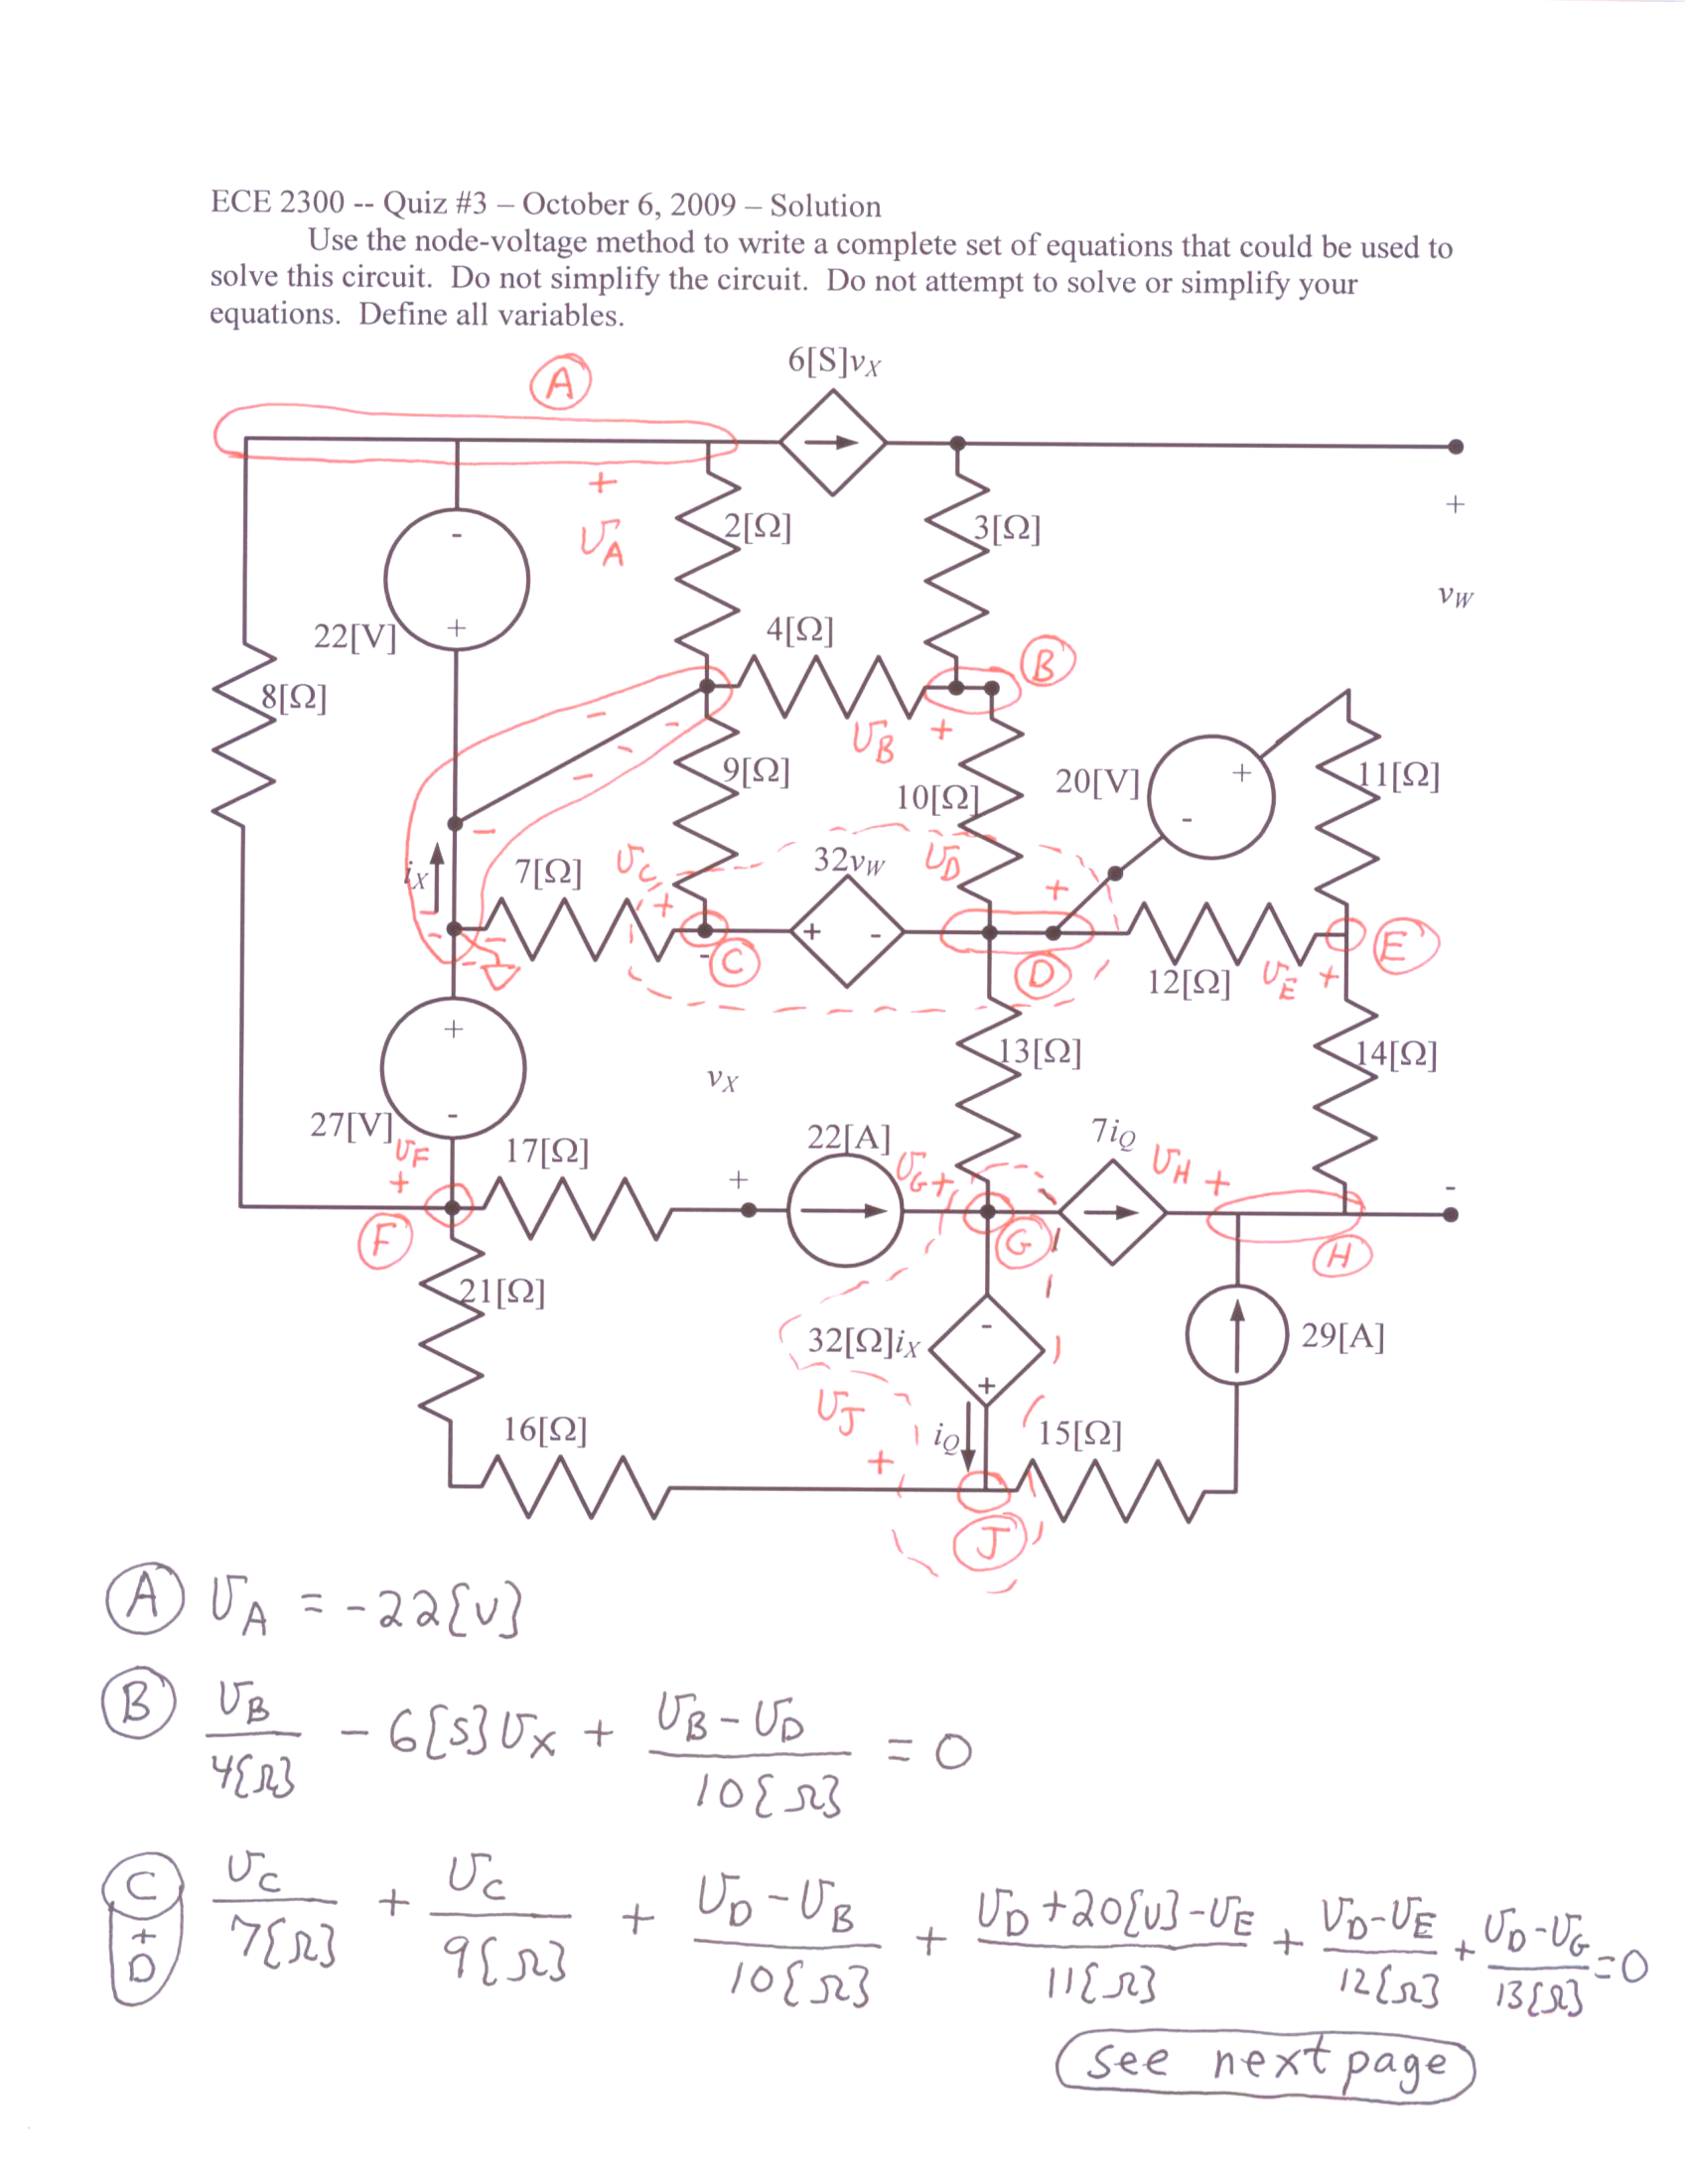 ECE 2300 -- Quiz #3 – October 6, 2009 – Solution
Use the node-voltage method to write a complete set of equations that could be used to
solve this circuit. Do not simplify the circuit. Do not attempt to solve or simplify your
equations. Define all variables.
6[S]vX
A
+
vA
-
+
22[V]
2[Ω]
3[Ω]
+
vW
-
4[Ω]
B
vB +
8[Ω]
- - - - -
9[Ω]
10[Ω]
20[V]
+
-
11[Ω]
iX
7[Ω]
vC +
32vW
+ -
vD +
- - - -
-
C
D
12[Ω]
vE +
E
+
-
27[V]
vX
13[Ω]
14[Ω]
vF
+
F
17[Ω]
+
22[A]
vG +
G
7iQ
vH +
H
21[Ω]
32[Ω]iX
-
+
29[A]
vJ
+
iQ
15[Ω]
16[Ω]
J
A vA = -22{V}
B vB/4{Ω} - 6{S}vX + (vB - vD)/10{Ω} = 0
C + D vC/7{Ω} + vC/9{Ω} + (vD - vB)/10{Ω} + (vD + 20{V} - vE)/11{Ω} + (vD - vE)/12{Ω} + (vD - vG)/13{Ω} = 0
see next page